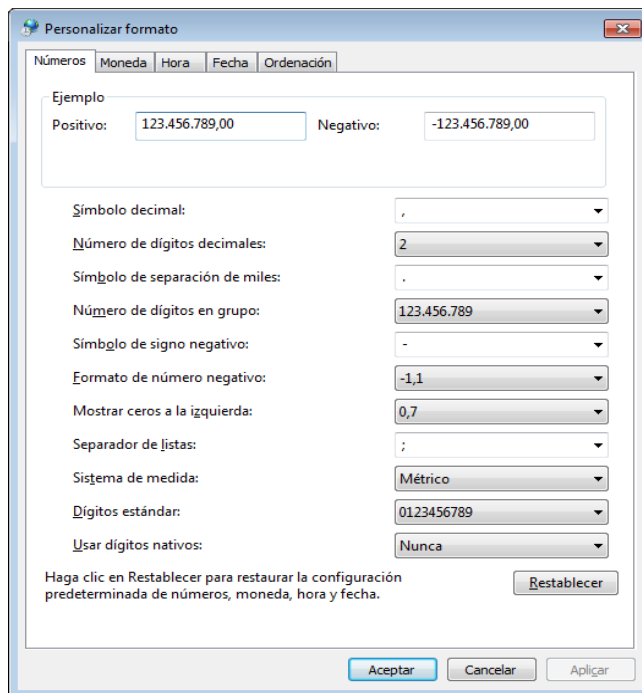 Personalizar formato
Números Moneda Hora Fecha Ordenación
Ejemplo
Positivo: 123.456.789,00 Negativo: -123.456.789,00
Símbolo decimal: ,
Número de dígitos decimales: 2
Símbolo de separación de miles: .
Número de dígitos en grupo: 123.456.789
Símbolo de signo negativo: -
Formato de número negativo: -1,1
Mostrar ceros a la izquierda: 0,7
Separador de listas: ;
Sistema de medida: Métrico
Dígitos estándar: 0123456789
Usar dígitos nativos: Nunca
Haga clic en Restablecer para restaurar la configuración
predeterminada de números, moneda, hora y fecha.
Restablecer
Aceptar Cancelar Aplicar